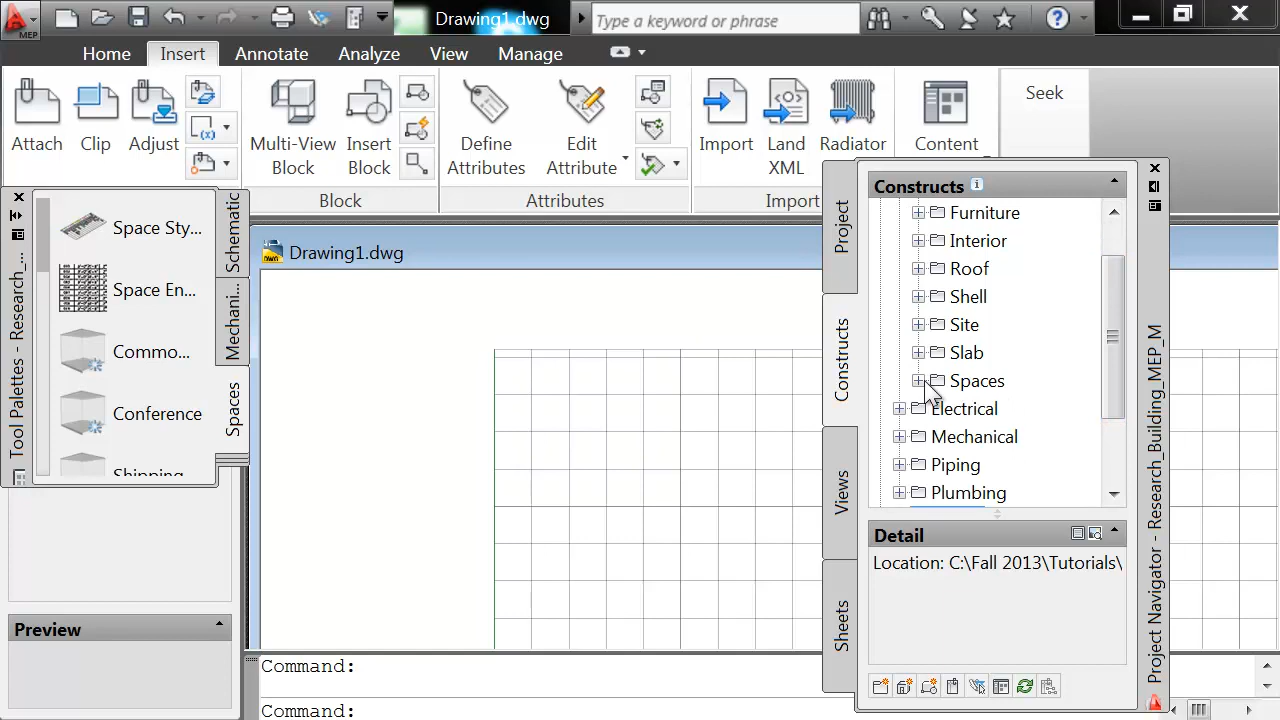 MEP
Drawing1.dwg
Type a keyword or phrase
Home Insert Annotate Analyze View Manage
Attach Clip Adjust
Multi-View Block
Insert Block
Define Attributes
Edit Attribute
Import
Land XML
Radiator
Content
Seek
Block Attributes Import
Tool Palettes - Research_...
Space Sty...
Space En...
Commo...
Conference
Shipping
Schematic
Mechani...
Spaces
Preview
Drawing1.dwg
Command:
Command:
Project
Constructs
Views
Sheets
Constructs
Furniture
Interior
Roof
Shell
Site
Slab
Spaces
Electrical
Mechanical
Piping
Plumbing
Detail
Location: C:\Fall 2013\Tutorials\
Project Navigator - Research_Building_MEP_M